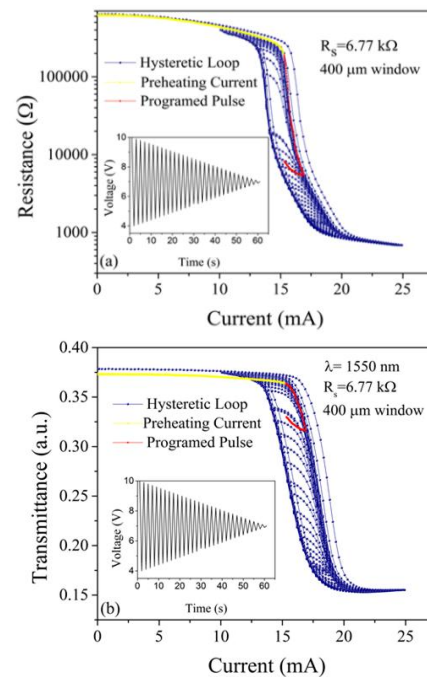 100000
10000
1000
Resistance (Ω)
Rs=6.77 kΩ
400 μm window
Hysteretic Loop
Preheating Current
Programed Pulse
10
8
6
4
Voltage (V)
0 10 20 30 40 50 60
Time (s)
(a)
0 5 10 15 20 25
Current (mA)
0.40
0.35
0.30
0.25
0.20
0.15
Transmittance (a.u.)
λ= 1550 nm
Rs=6.77 kΩ
400 μm window
Hysteretic Loop
Preheating Current
Programed Pulse
10
8
6
4
Voltage (V)
0 10 20 30 40 50 60
Time (s)
(b)
0 5 10 15 20 25
Current (mA)